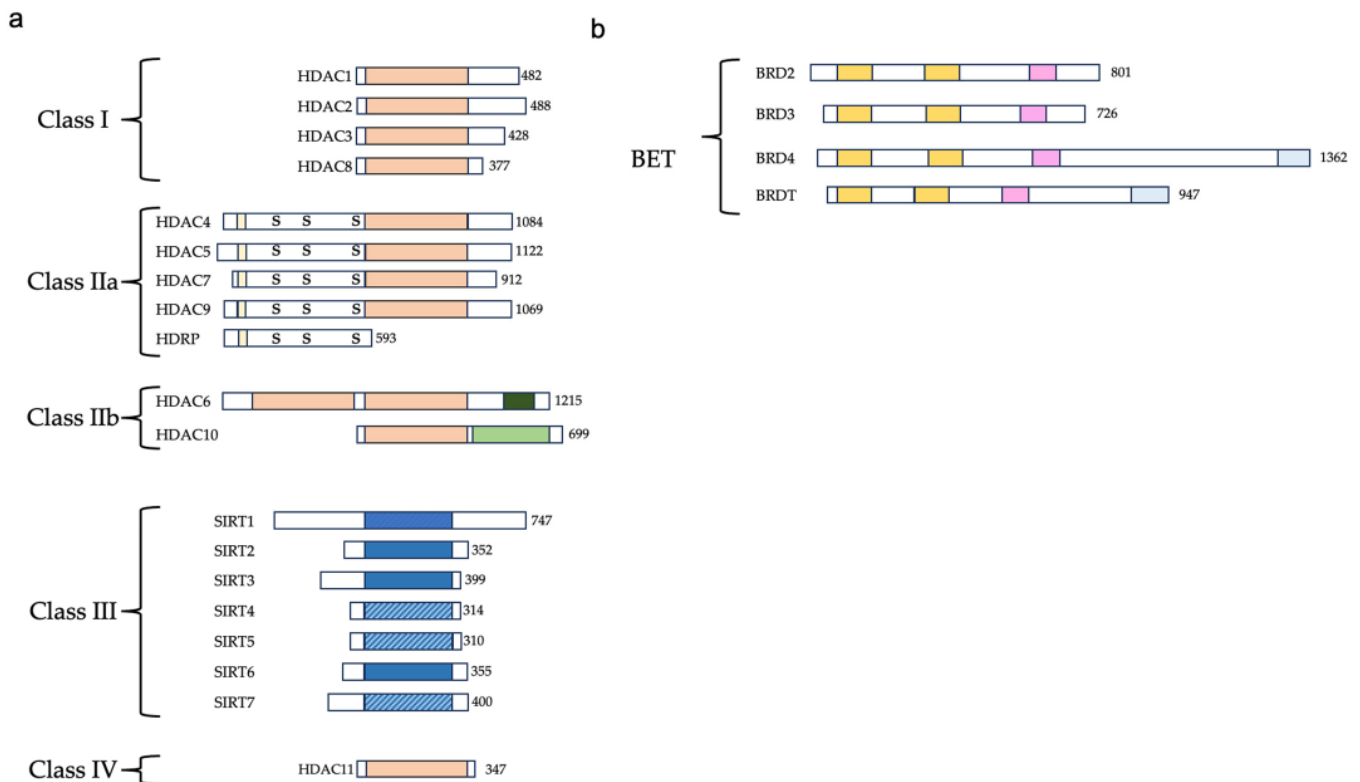 a
Class I
HDAC1 482
HDAC2 488
HDAC3 428
HDAC8 377
Class IIa
HDAC4 S S S 1084
HDAC5 S S S 1122
HDAC7 S S S 912
HDAC9 S S S 1069
HDRP S S S 593
Class IIb
HDAC6 1215
HDAC10 699
Class III
SIRT1 747
SIRT2 352
SIRT3 399
SIRT4 314
SIRT5 310
SIRT6 355
SIRT7 400
Class IV
HDAC11 347
b
BET
BRD2 801
BRD3 726
BRD4 1362
BRDT 947